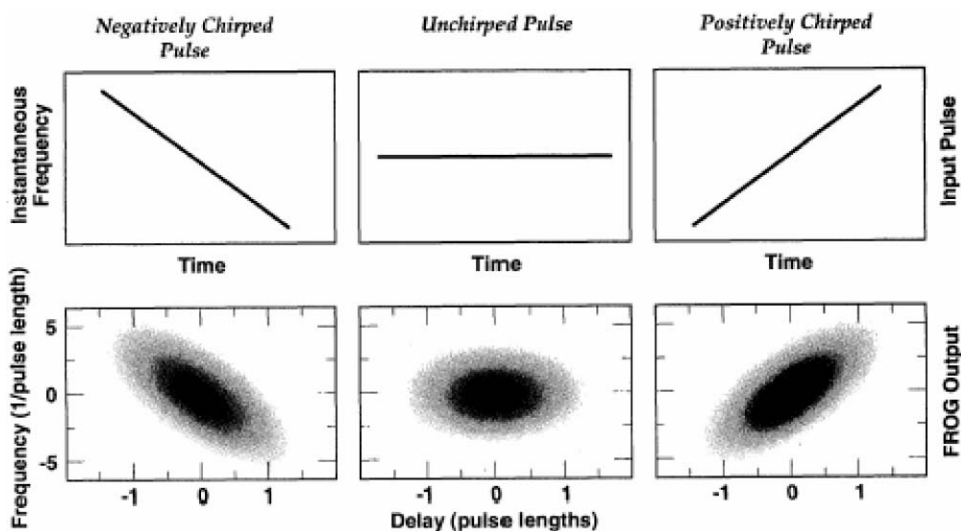 Negatively Chirped
Pulse
Unchirped Pulse
Positively Chirped
Pulse
Instantaneous
Frequency
Input Pulse
Time
Time
Time
Frequency (1/pulse length)
5
0
-5
FROG Output
-1
0
1
-1
0
1
-1
0
1
Delay (pulse lengths)